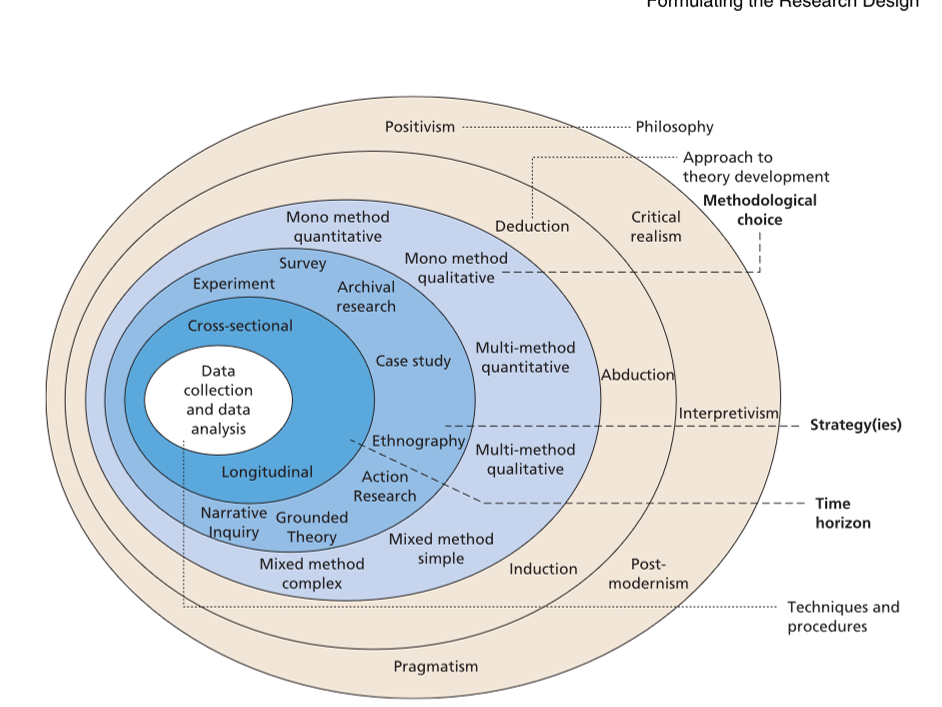 Formulating the Research Design
Positivism
Philosophy
Approach to
theory development
Methodological
choice
Deduction
Critical
realism
Mono method
quantitative
Mono method
qualitative
Survey
Experiment
Archival
research
Cross-sectional
Data
collection
and data
analysis
Case study
Multi-method
quantitative
Abduction
Interpretivism
Strategy(ies)
Ethnography
Multi-method
qualitative
Longitudinal
Action
Research
Time
horizon
Narrative
Inquiry
Grounded
Theory
Mixed method
simple
Mixed method
complex
Induction
Post-
modernism
Techniques and
procedures
Pragmatism